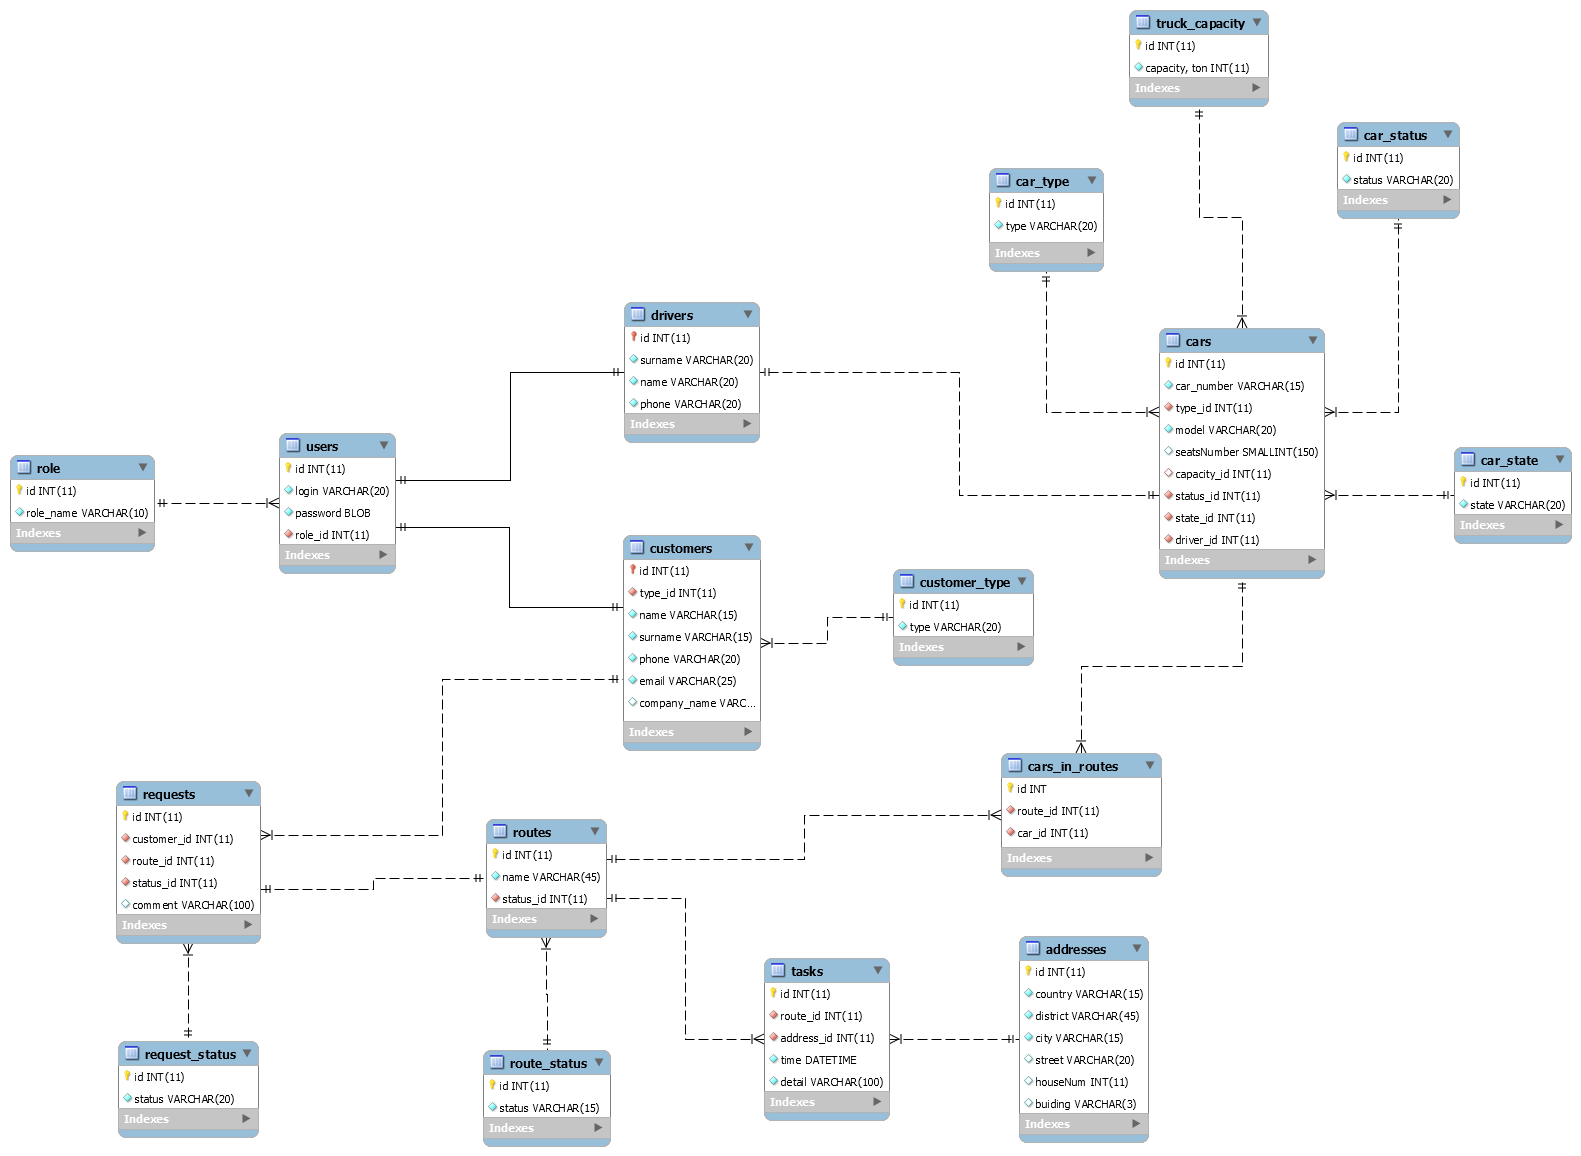 truck_capacity
id INT(11)
capacity, ton INT(11)
Indexes
car_status
id INT(11)
status VARCHAR(20)
Indexes
car_type
id INT(11)
type VARCHAR(20)
Indexes
drivers
id INT(11)
surname VARCHAR(20)
name VARCHAR(20)
phone VARCHAR(20)
Indexes
cars
id INT(11)
car_number VARCHAR(15)
type_id INT(11)
model VARCHAR(20)
seatsNumber SMALLINT(150)
capacity_id INT(11)
status_id INT(11)
state_id INT(11)
driver_id INT(11)
Indexes
role
id INT(11)
role_name VARCHAR(10)
Indexes
users
id INT(11)
login VARCHAR(20)
password BLOB
role_id INT(11)
Indexes
car_state
id INT(11)
state VARCHAR(20)
Indexes
customers
id INT(11)
type_id INT(11)
name VARCHAR(15)
surname VARCHAR(15)
phone VARCHAR(20)
email VARCHAR(25)
company_name VARC...
Indexes
customer_type
id INT(11)
type VARCHAR(20)
Indexes
cars_in_routes
id INT
route_id INT(11)
car_id INT(11)
Indexes
requests
id INT(11)
customer_id INT(11)
route_id INT(11)
status_id INT(11)
comment VARCHAR(100)
Indexes
routes
id INT(11)
name VARCHAR(45)
status_id INT(11)
Indexes
tasks
id INT(11)
route_id INT(11)
address_id INT(11)
time DATETIME
detail VARCHAR(100)
Indexes
addresses
id INT(11)
country VARCHAR(15)
district VARCHAR(45)
city VARCHAR(15)
street VARCHAR(20)
houseNum INT(11)
buiding VARCHAR(3)
Indexes
request_status
id INT(11)
status VARCHAR(20)
Indexes
route_status
id INT(11)
status VARCHAR(15)
Indexes